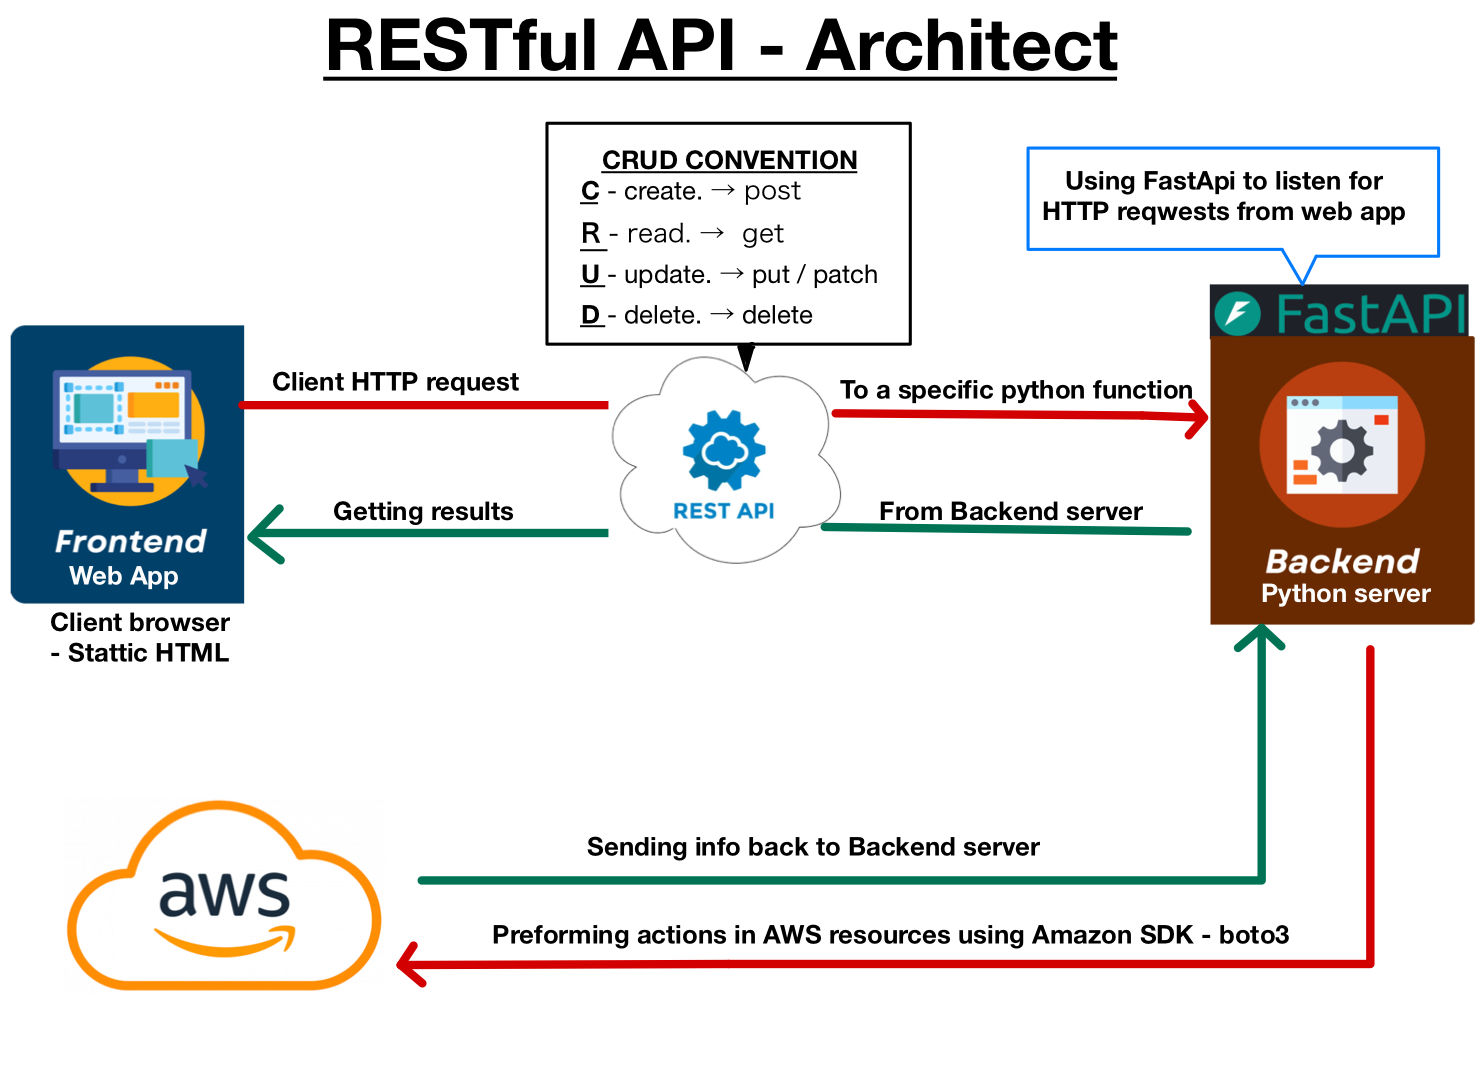 RESTful API - Architect
CRUD CONVENTION
C - create. → post
R - read. → get
U - update. → put / patch
D - delete. → delete
Using FastApi to listen for
HTTP reqwests from web app
FastAPI
Client HTTP request
To a specific python function
REST API
Getting results
From Backend server
Frontend
Web App
Backend
Python server
Client browser
- Stattic HTML
Sending info back to Backend server
aws
Preforming actions in AWS resources using Amazon SDK - boto3